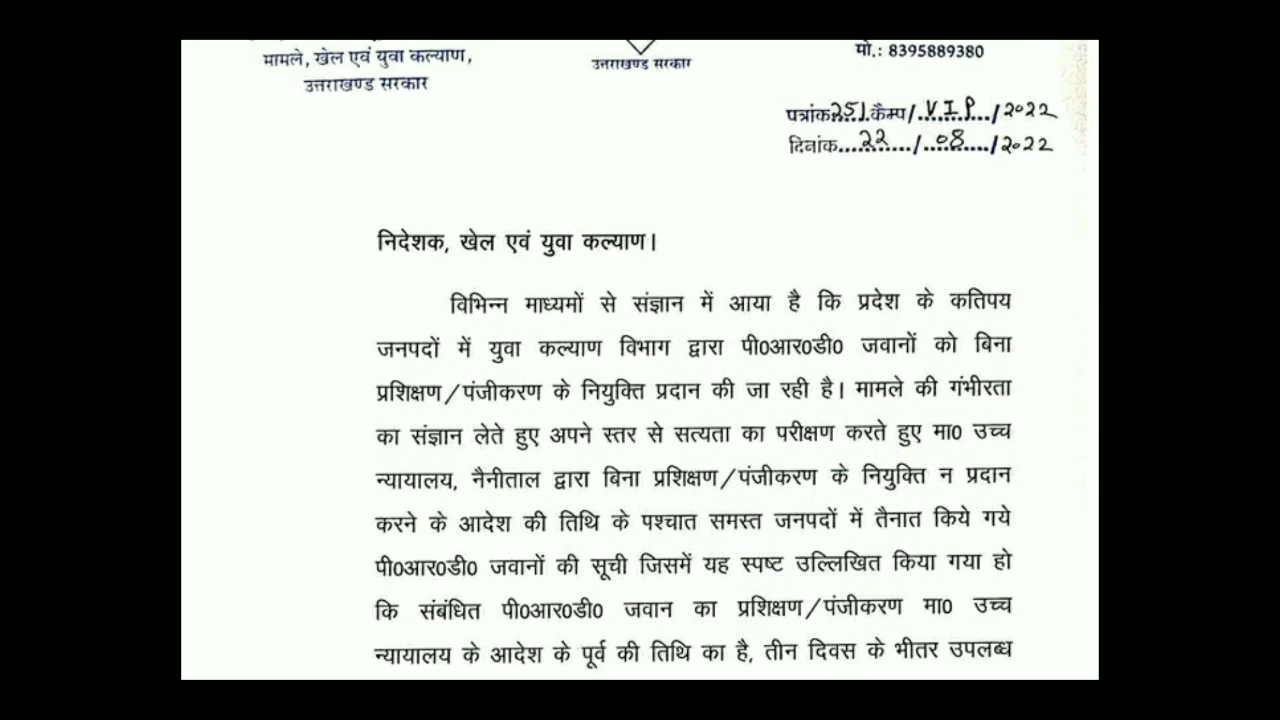 मामले, खेल एवं युवा कल्याण,
उत्तराखण्ड सरकार
उत्तराखण्ड सरकार
मो.: 8395889380
पत्रांक251.कैम्प/.VIP./2022
दिनांक...22.../...08.../2022
निदेशक, खेल एवं युवा कल्याण।
विभिन्न माध्यमों से संज्ञान में आया है कि प्रदेश के कतिपय
जनपदों में युवा कल्याण विभाग द्वारा पी0आर0डी0 जवानों को बिना
प्रशिक्षण/पंजीकरण के नियुक्ति प्रदान की जा रही है। मामले की गंभीरता
का संज्ञान लेते हुए अपने स्तर से सत्यता का परीक्षण करते हुए मा0 उच्च
न्यायालय, नैनीताल द्वारा बिना प्रशिक्षण/पंजीकरण के नियुक्ति न प्रदान
करने के आदेश की तिथि के पश्चात समस्त जनपदों में तैनात किये गये
पी0आर0डी0 जवानों की सूची जिसमें यह स्पष्ट उल्लिखित किया गया हो
कि संबंधित पी0आर0डी0 जवान का प्रशिक्षण/पंजीकरण मा0 उच्च
न्यायालय के आदेश के पूर्व की तिथि का है, तीन दिवस के भीतर उपलब्ध